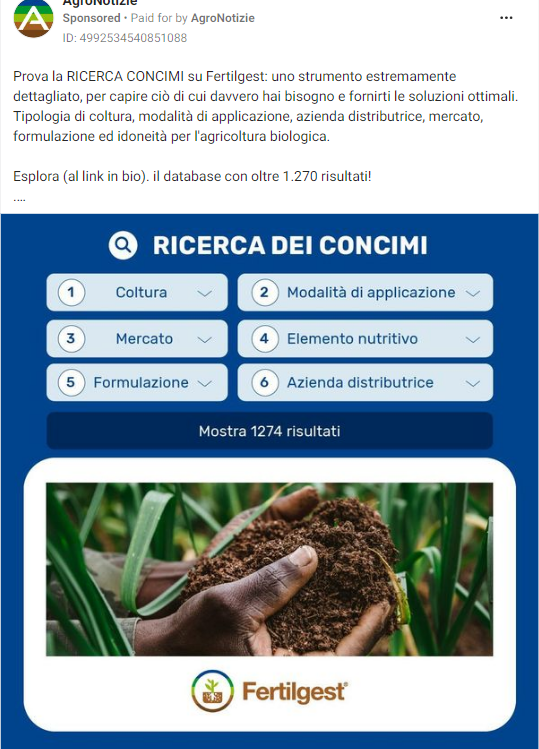 AgroNotizie
Sponsored • Paid for by AgroNotizie
ID: 4992534540851088
Prova la RICERCA CONCIMI su Fertilgest: uno strumento estremamente
dettagliato, per capire ciò di cui davvero hai bisogno e fornirti le soluzioni ottimali.
Tipologia di coltura, modalità di applicazione, azienda distributrice, mercato,
formulazione ed idoneità per l'agricoltura biologica.
Esplora (al link in bio). il database con oltre 1.270 risultati!
....
RICERCA DEI CONCIMI
1 Coltura
2 Modalità di applicazione
3 Mercato
4 Elemento nutritivo
5 Formulazione
6 Azienda distributrice
Mostra 1274 risultati
Fertilgest®